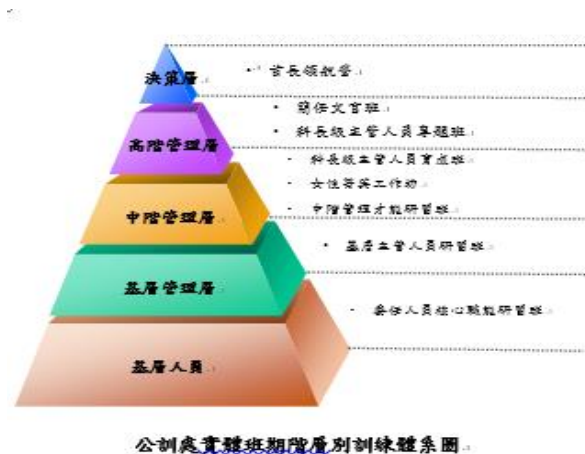 決策層
首長領航營
簡任文官班
高階管理層
科長級主管人員專題班
科長級主管人員育成班
女性菁英工作坊
中階管理層
中階管理才能研習班
基層主管人員研習班
基層管理層
委任人員核心職能研習班
基層人員
公訓處實體班期階層別訓練體系圖